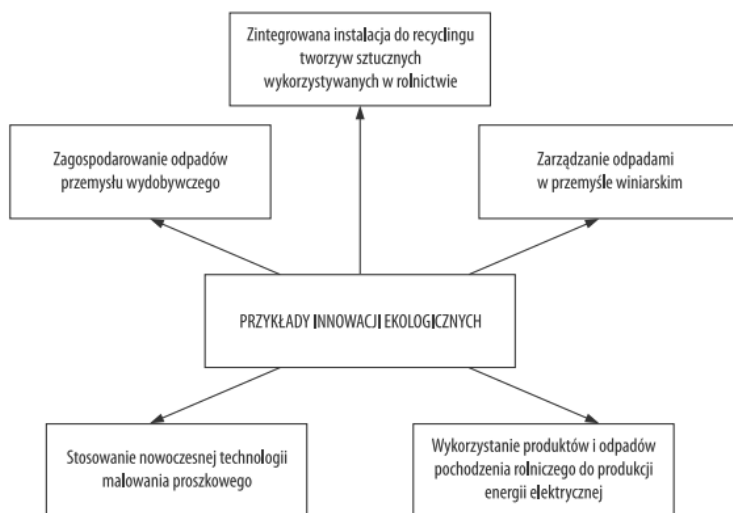 Zintegrowana instalacja do recyclingu
tworzyw sztucznych
wykorzystywanych w rolnictwie
Zagospodarowanie odpadów
przemysłu wydobywczego
Zarządzanie odpadami
w przemyśle winiarskim
PRZYKŁADY INNOWACJI EKOLOGICZNYCH
Stosowanie nowoczesnej technologii
malowania proszkowego
Wykorzystanie produktów i odpadów
pochodzenia rolniczego do produkcji
energii elektrycznej